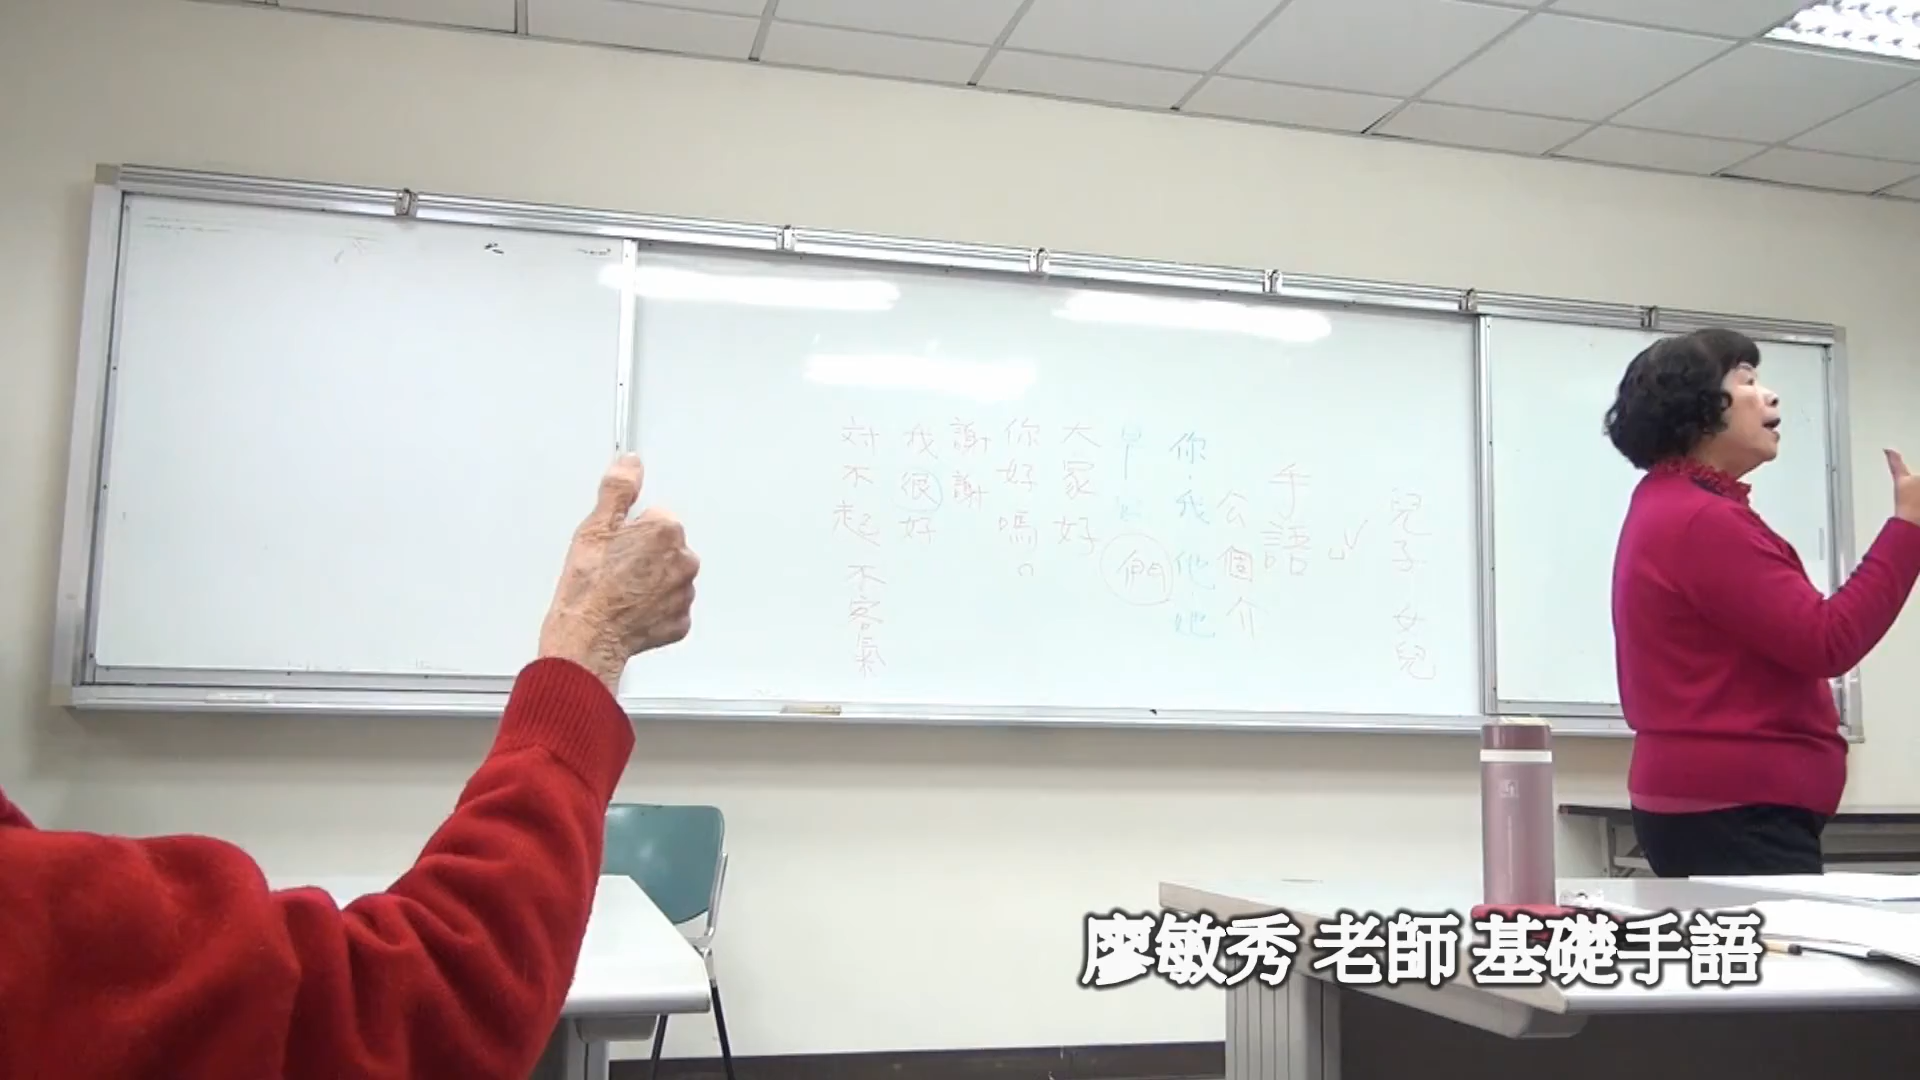 兒子 女兒
手語
公個介
你·我 他·她
早
們
大家好
你好嗎。
謝謝
我很好
対不起 不客氣
廖敏秀 老師 基礎手語